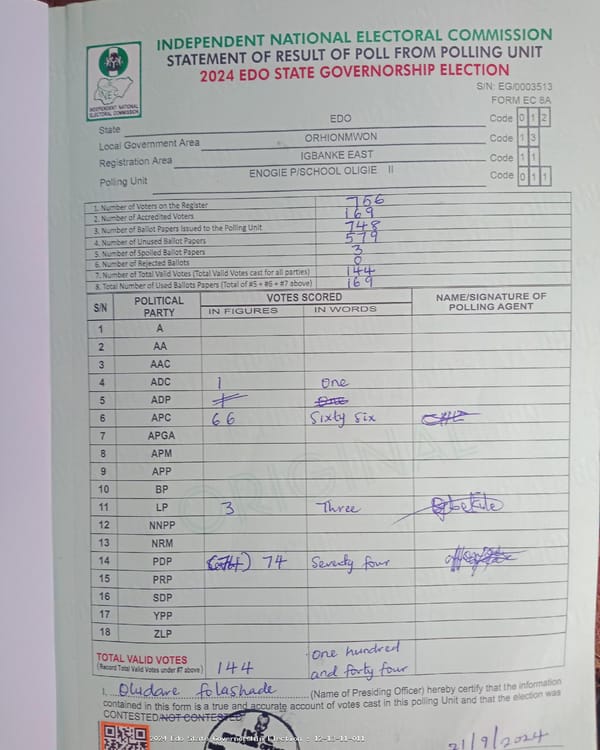 INDEPENDENT NATIONAL ELECTORAL COMMISSION
STATEMENT OF RESULT OF POLL FROM POLLING UNIT
2024 EDO STATE GOVERNORSHIP ELECTION
INEC
INDEPENDENT NATIONAL
ELECTORAL COMMISSION
S/N: EG/0003513
FORM EC 8A
State EDO Code 0 1 2
Local Government Area ORHIONMWON Code 1 3
Registration Area IGBANKE EAST Code 1 1
Polling Unit ENOGIE P/SCHOOL OLIGIE II Code 0 1 1
1. Number of Voters on the Register 756
2. Number of Accredited Voters 169
3. Number of Ballot Papers Issued to the Polling Unit 748
4. Number of Unused Ballot Papers 579
5. Number of Spoiled Ballot Papers 3
6. Number of Rejected Ballots 0
7. Number of Total Valid Votes (Total Valid Votes cast for all parties) 144
8. Total Number of Used Ballots Papers (Total of #5 + #6 + #7 above) 169
S/N POLITICAL PARTY VOTES SCORED NAME/SIGNATURE OF POLLING AGENT
IN FIGURES IN WORDS
1 A
2 AA
3 AAC
4 ADC 1 One
5 ADP 1 One
6 APC 66 Sixty six
7 APGA
8 APM
9 APP
10 BP
11 LP 3 Three
12 NNPP
13 NRM
14 PDP 74 Seventy four
15 PRP
16 SDP
17 YPP
18 ZLP
ORIGINAL
TOTAL VALID VOTES
(Record Total Valid Votes under #7 above) 144 One hundred and forty four
I, Oludare folashade (Name of Presiding Officer) hereby certify that the information
contained in this form is a true and accurate account of votes cast in this polling Unit and that the election was
CONTESTED/NOT CONTESTED
21/9/2024
2024 Edo State Governorship Election - 12-13-11-011